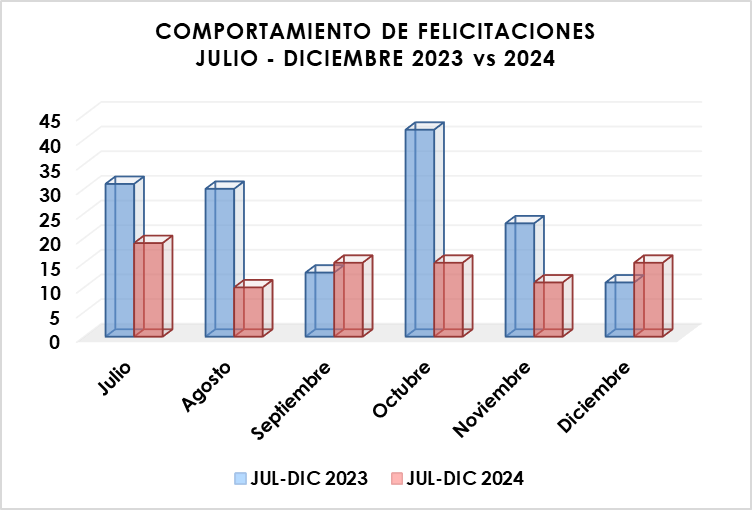 COMPORTAMIENTO DE FELICITACIONES
JULIO - DICIEMBRE 2023 vs 2024
45
40
35
30
25
20
15
10
5
0
Julio
Agosto
Septiembre
Octubre
Noviembre
Diciembre
JUL-DIC 2023
JUL-DIC 2024